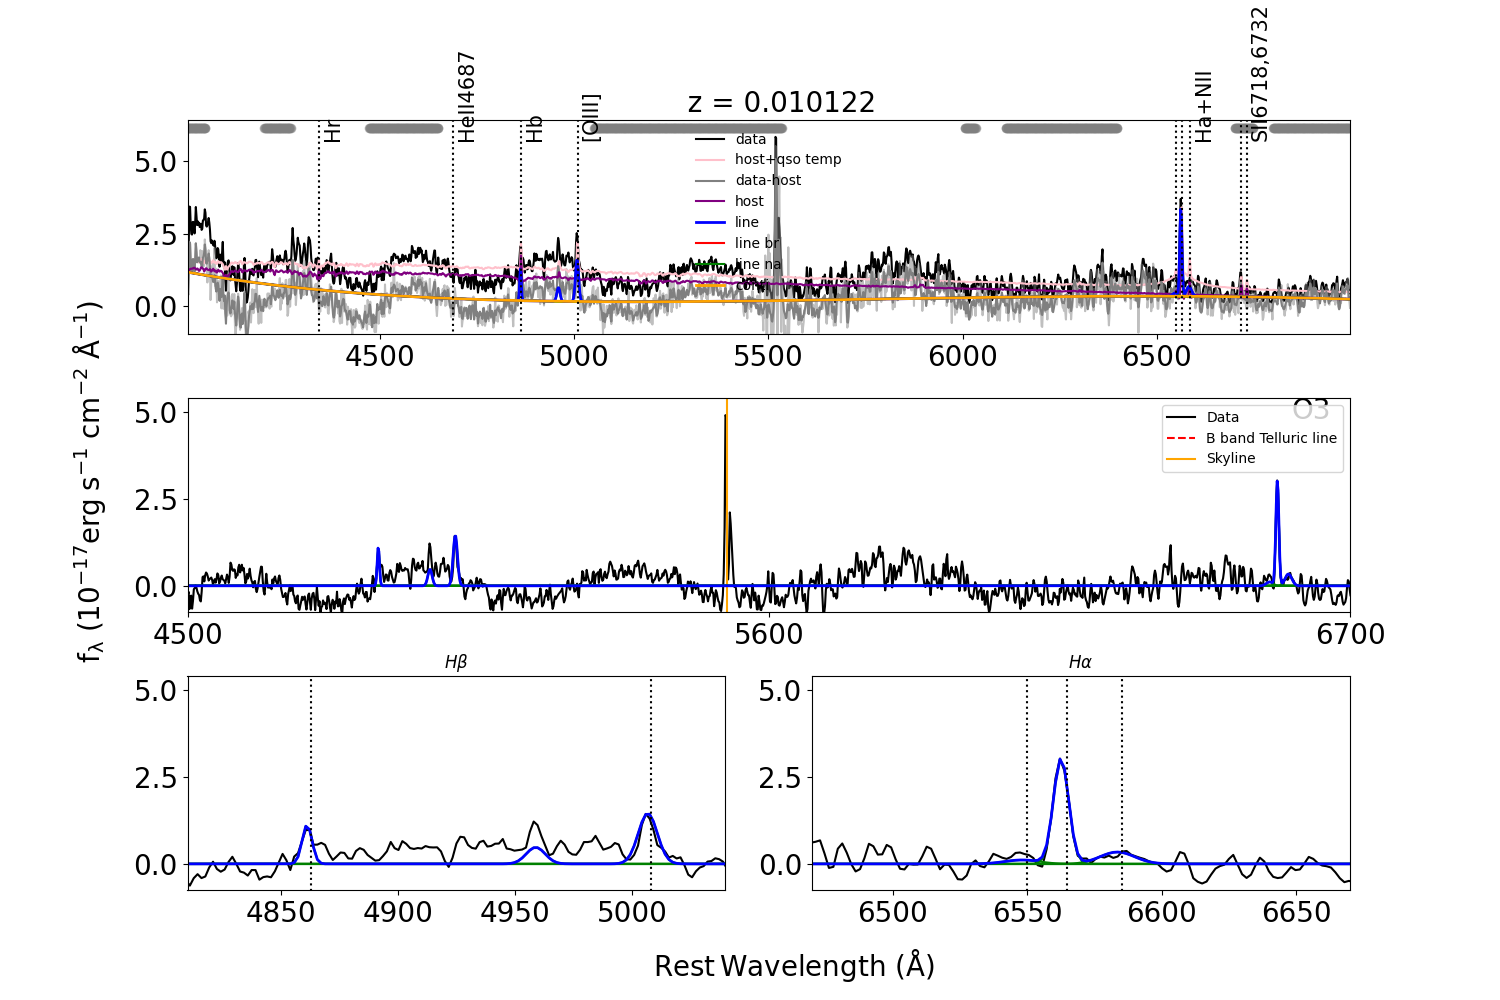 z = 0.010122
Hr
HeII4687
Hb
[OIII]
Ha+NII
SII6718,6732
data
host+qso temp
data-host
host
line
line br
line na
5.0
2.5
0.0
4500 5000 5500 6000 6500
O3
Data
B band Telluric line
Skyline
5.0
2.5
0.0
4500 5600 6700
fλ (10⁻¹⁷erg s⁻¹ cm⁻² Å⁻¹)
Hβ
5.0
2.5
0.0
4850 4900 4950 5000
Hα
5.0
2.5
0.0
6500 6550 6600 6650
Rest Wavelength (Å)